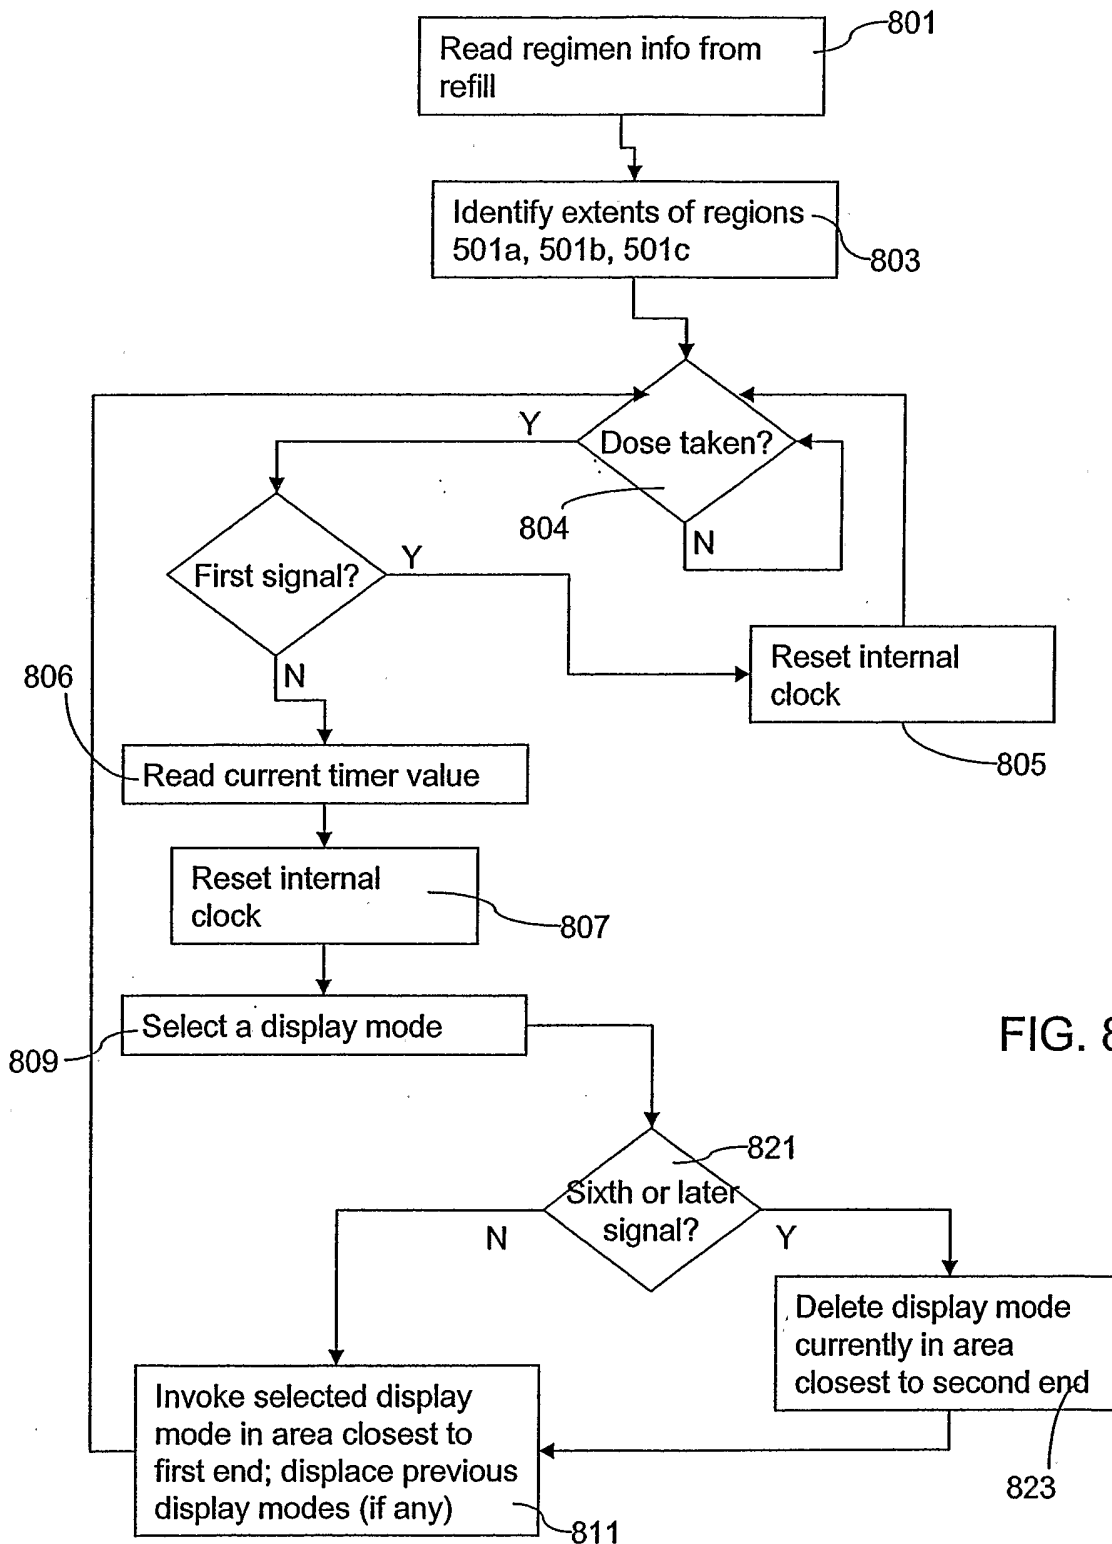 801
Read regimen info from
refill
Identify extents of regions
501a, 501b, 501c
803
Y
Dose taken?
804
N
First signal?
Y
N
806
Reset internal
clock
805
Read current timer value
Reset internal
clock
807
Select a display mode
809
FIG. 8
821
Sixth or later
signal?
N
Y
Delete display mode
currently in area
closest to second end
823
Invoke selected display
mode in area closest to
first end; displace previous
display modes (if any)
811